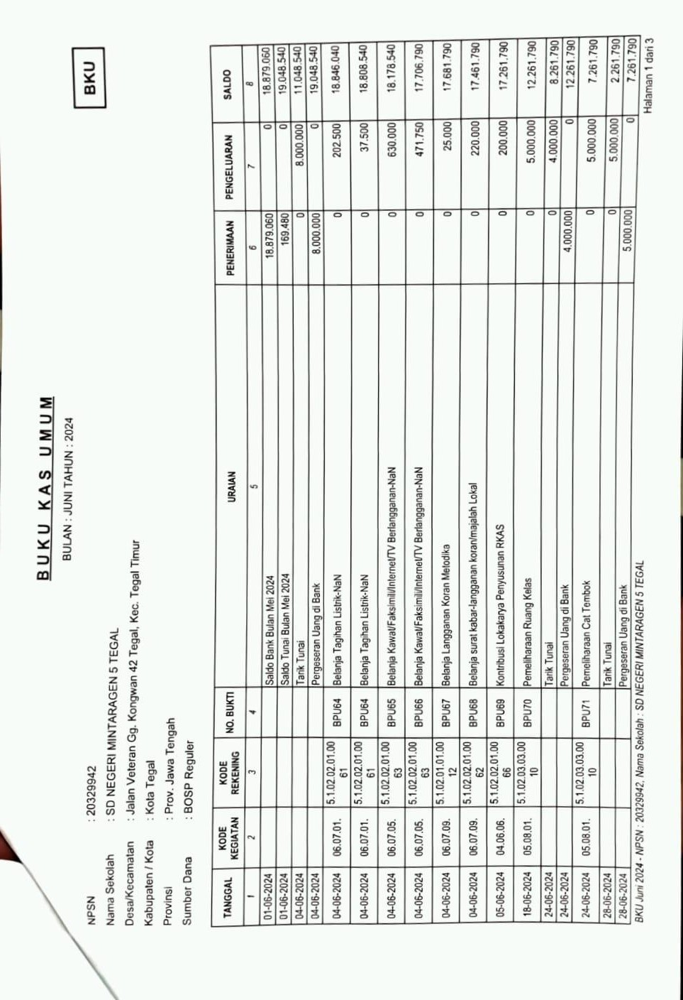 BKU
BUKU KAS UMUM
BULAN : JUNI TAHUN : 2024
NPSN : 20329942
Nama Sekolah : SD NEGERI MINTARAGEN 5 TEGAL
Desa/Kecamatan : Jalan Veteran Gg. Kongwan 42 Tegal, Kec. Tegal Timur
Kabupaten / Kota : Kota Tegal
Provinsi : Prov. Jawa Tengah
Sumber Dana : BOSP Reguler
TANGGAL KODE KEGIATAN KODE REKENING NO. BUKTI URAIAN PENERIMAAN PENGELUARAN SALDO
1 2 3 4 5 6 7 8
01-06-2024 Saldo Bank Bulan Mei 2024 18.879.060 0 18.879.060
01-06-2024 Saldo Tunai Bulan Mei 2024 169.480 0 19.048.540
04-06-2024 Tarik Tunai 0 8.000.000 11.048.540
04-06-2024 Pergeseran Uang di Bank 8.000.000 0 19.048.540
04-06-2024 06.07.01. 5.1.02.02.01.00 61 BPU64 Belanja Tagihan Listrik-NaN 0 202.500 18.846.040
04-06-2024 06.07.01. 5.1.02.02.01.00 61 BPU64 Belanja Tagihan Listrik-NaN 0 37.500 18.808.540
04-06-2024 06.07.05. 5.1.02.02.01.00 63 BPU65 Belanja Kawat/Faksimili/Internet/TV Berlangganan-NaN 0 630.000 18.178.540
04-06-2024 06.07.05. 5.1.02.02.01.00 63 BPU66 Belanja Kawat/Faksimili/Internet/TV Berlangganan-NaN 0 471.750 17.706.790
04-06-2024 06.07.09. 5.1.02.01.01.00 12 BPU67 Belanja Langganan Koran Metodika 0 25.000 17.681.790
04-06-2024 06.07.09. 5.1.02.02.01.00 62 BPU68 Belanja surat kabar-langganan koran/majalah Lokal 0 220.000 17.461.790
05-06-2024 04.06.06. 5.1.02.02.01.00 66 BPU69 Kontribusi Lokakarya Penyusunan RKAS 0 200.000 17.261.790
18-06-2024 05.08.01. 5.1.02.03.03.00 10 BPU70 Pemeliharaan Ruang Kelas 0 5.000.000 12.261.790
24-06-2024 Tarik Tunai 0 4.000.000 8.261.790
24-06-2024 Pergeseran Uang di Bank 4.000.000 0 12.261.790
24-06-2024 05.08.01. 5.1.02.03.03.00 10 BPU71 Pemeliharaan Cat Tembok 0 5.000.000 7.261.790
28-06-2024 Tarik Tunai 0 5.000.000 2.261.790
28-06-2024 Pergeseran Uang di Bank 5.000.000 0 7.261.790
BKU Juni 2024 - NPSN : 20329942, Nama Sekolah : SD NEGERI MINTARAGEN 5 TEGAL
Halaman 1 dari 3